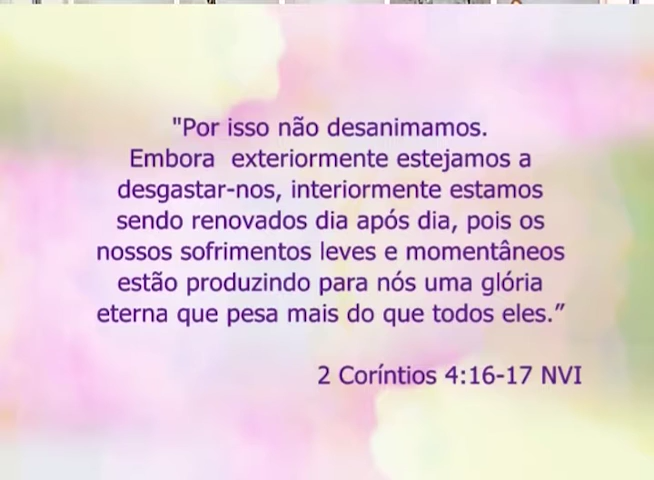 "Por isso não desanimamos.
Embora  exteriormente estejamos a
desgastar-nos, interiormente estamos
sendo renovados dia após dia, pois os
nossos sofrimentos leves e momentâneos
estão produzindo para nós uma glória
eterna que pesa mais do que todos eles.”
2 Coríntios 4:16-17 NVI